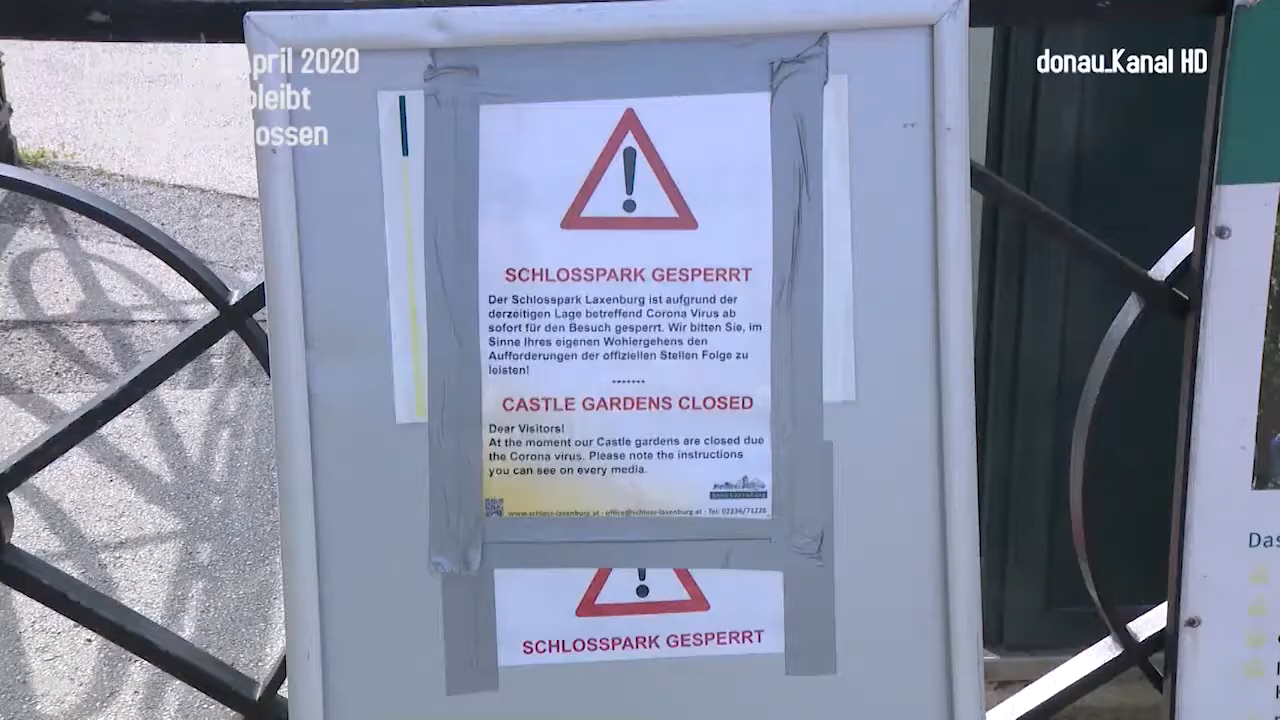 pril 2020
bleibt
lossen
donau_Kanal HD
SCHLOSSPARK GESPERRT
Der Schlosspark Laxenburg ist aufgrund der
derzeitigen Lage betreffend Corona Virus ab
sofort für den Besuch gesperrt. Wir bitten Sie, im
Sinne Ihres eigenen Wohlergehens den
Aufforderungen der offiziellen Stellen Folge zu
leisten!
-------
CASTLE GARDENS CLOSED
Dear Visitors!
At the moment our Castle gardens are closed due
the Corona virus. Please note the instructions
you can see on every media.
www.schloss-laxenburg.at - office@schloss-laxenburg.at - Tel: 02236/71226
SCHLOSSPARK GESPERRT
Das